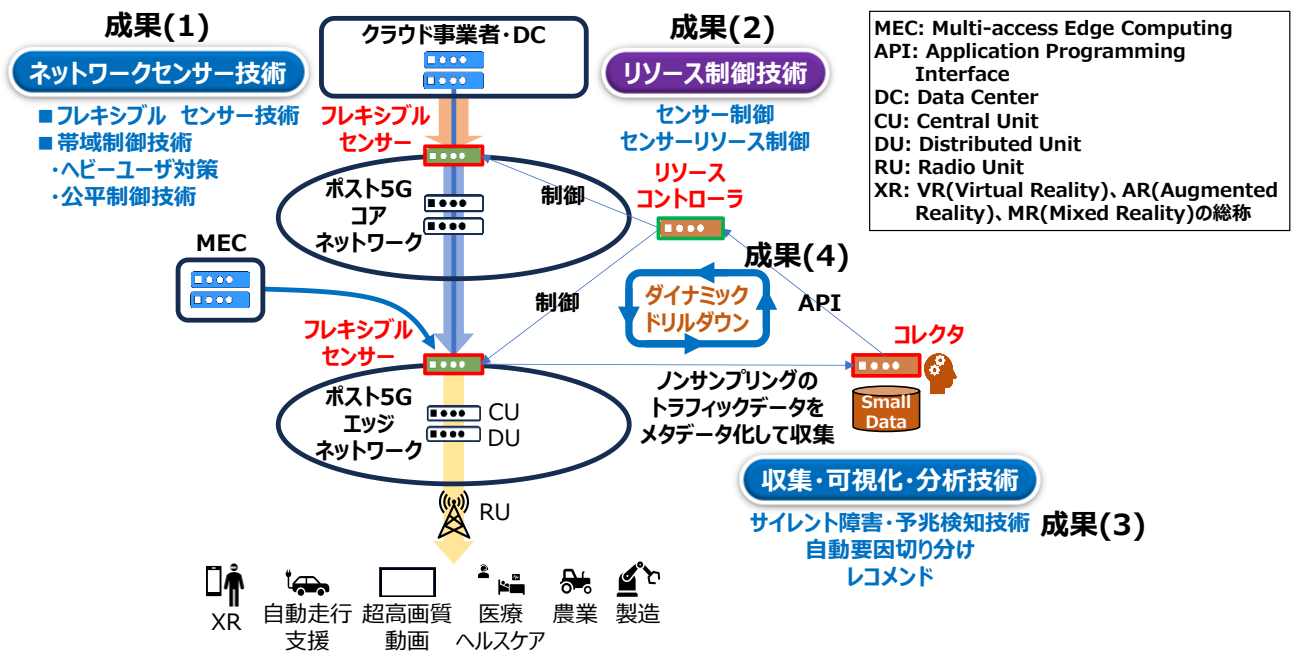 成果(1)
ネットワークセンサー技術
■フレキシブル センサー技術
■帯域制御技術
・ヘビーユーザ対策
・公平制御技術
クラウド事業者・DC
フレキシブル
センサー
成果(2)
リソース制御技術
センサー制御
センサーリソース制御
MEC: Multi-access Edge Computing
API: Application Programming
Interface
DC: Data Center
CU: Central Unit
DU: Distributed Unit
RU: Radio Unit
XR: VR(Virtual Reality)、AR(Augmented
Reality)、MR(Mixed Reality)の総称
ポスト5G
コア
ネットワーク
制御
リソース
コントローラ
MEC
成果(4)
ダイナミック
ドリルダウン
制御
API
フレキシブル
センサー
コレクタ
Small
Data
ノンサンプリングの
トラフィックデータを
メタデータ化して収集
ポスト5G
エッジ
ネットワーク
CU
DU
収集・可視化・分析技術
サイレント障害・予兆検知技術
自動要因切り分け
レコメンド
成果(3)
RU
XR
自動走行
支援
超高画質
動画
医療
ヘルスケア
農業
製造